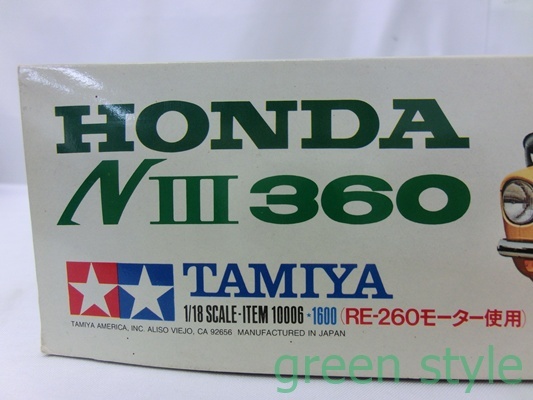 HONDA
NIII 360
TAMIYA
1/18 SCALE-ITEM 10006・1600 (RE-260モーター使用)
TAMIYA AMERICA, INC. ALISO VIEJO, CA 92656 MANUFACTURED IN JAPAN
green style